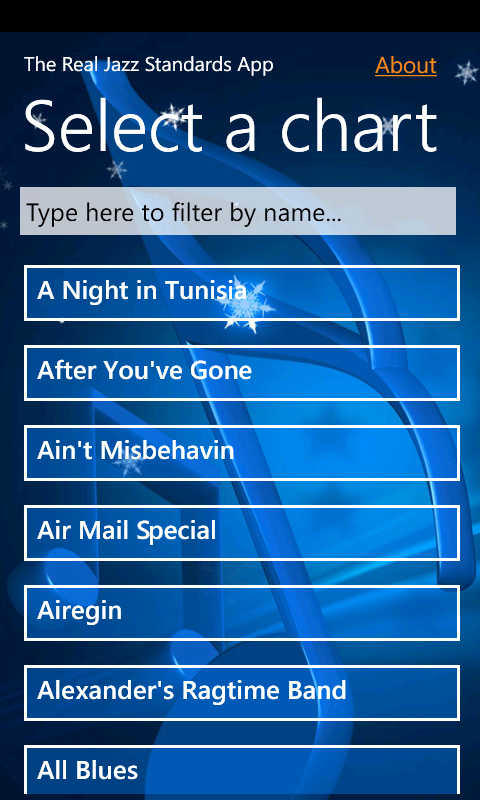 The Real Jazz Standards App
About
Select a chart
Type here to filter by name...
A Night in Tunisia
After You've Gone
Ain't Misbehavin
Air Mail Special
Airegin
Alexander's Ragtime Band
All Blues